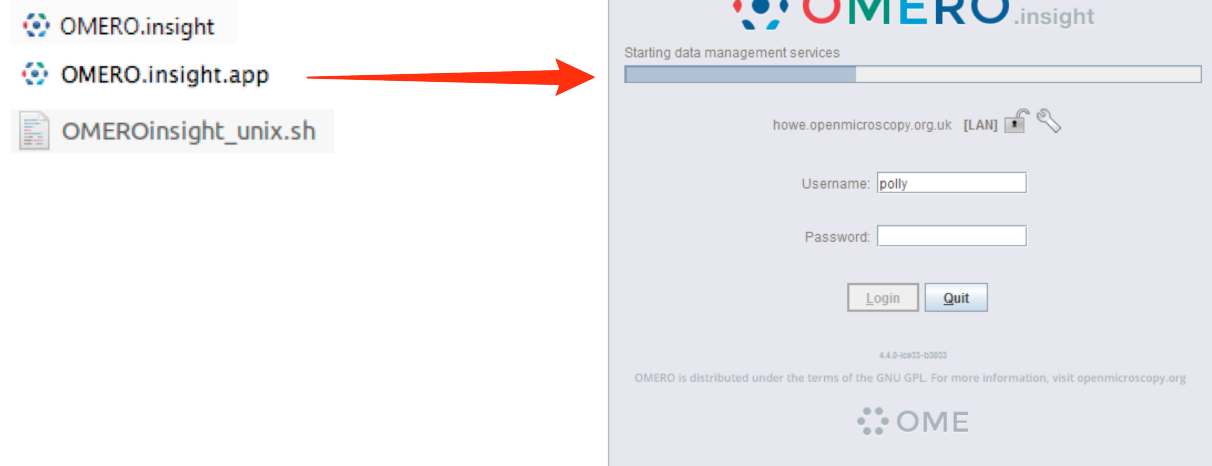 OMERO.insight
OMERO.insight.app
OMEROinsight_unix.sh
OMERO.insight
Starting data management services
howe.openmicroscopy.org.uk [LAN]
Username: polly
Password:
Login Quit
4.4.0-ice33-b3033
OMERO is distributed under the terms of the GNU GPL. For more information, visit openmicroscopy.org
OME